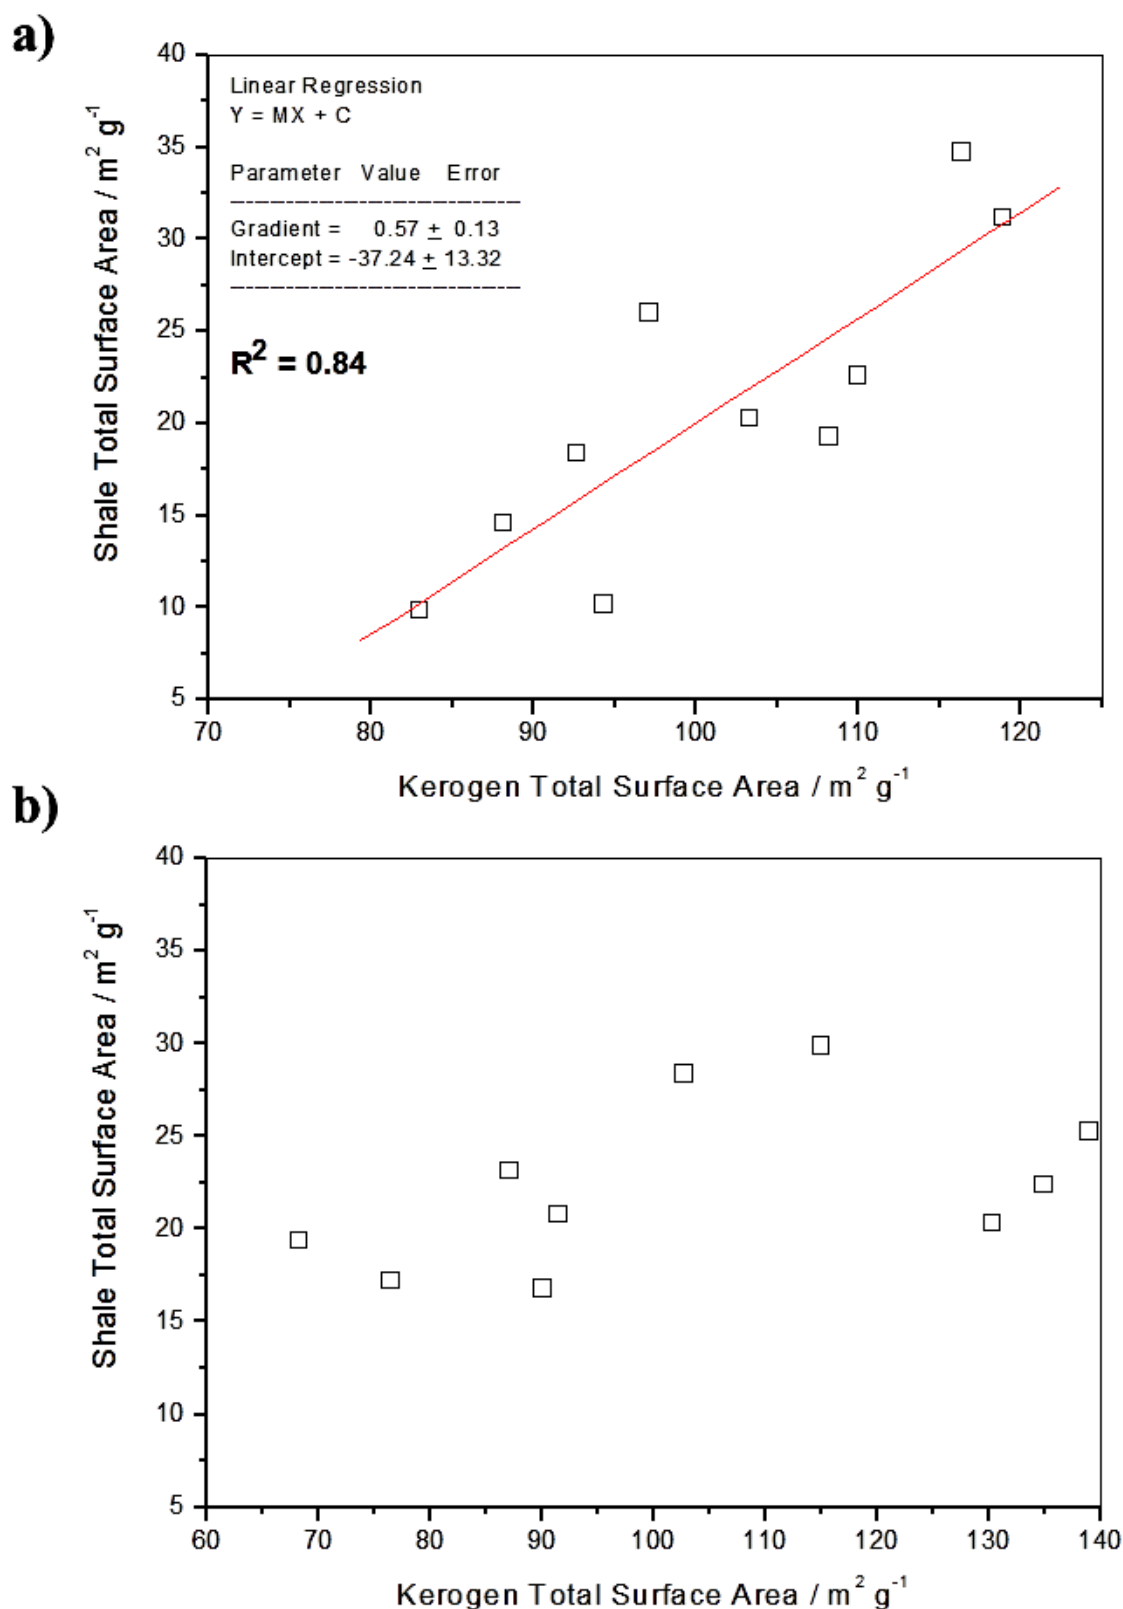 a)
40
35
30
25
20
15
10
5
Shale Total Surface Area / m² g⁻¹
Linear Regression
Y = MX + C
Parameter Value Error
Gradient = 0.57 ± 0.13
Intercept = -37.24 ± 13.32
R² = 0.84
70 80 90 100 110 120
Kerogen Total Surface Area / m² g⁻¹
b)
40
35
30
25
20
15
10
5
Shale Total Surface Area / m² g⁻¹
60 70 80 90 100 110 120 130 140
Kerogen Total Surface Area / m² g⁻¹